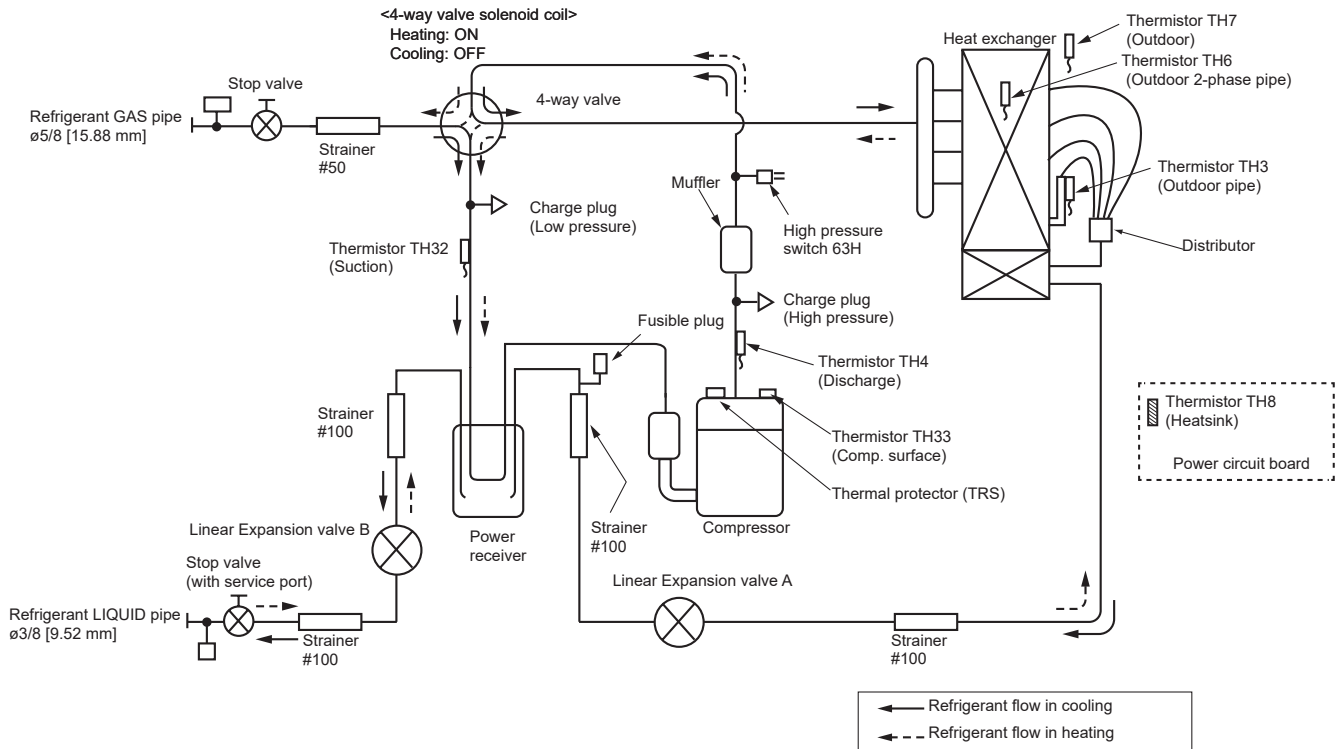 <4-way valve solenoid coil>
Heating: ON
Cooling: OFF
Stop valve
Refrigerant GAS pipe
ø5/8 [15.88 mm]
Strainer
#50
4-way valve
Heat exchanger
Thermistor TH7
(Outdoor)
Thermistor TH6
(Outdoor 2-phase pipe)
Thermistor TH3
(Outdoor pipe)
Distributor
Muffler
High pressure
switch 63H
Charge plug
(Low pressure)
Thermistor TH32
(Suction)
Charge plug
(High pressure)
Fusible plug
Thermistor TH4
(Discharge)
Strainer
#100
Thermistor TH33
(Comp. surface)
Thermal protector (TRS)
Thermistor TH8
(Heatsink)
Power circuit board
Linear Expansion valve B
Power
receiver
Strainer
#100
Compressor
Stop valve
(with service port)
Linear Expansion valve A
Refrigerant LIQUID pipe
ø3/8 [9.52 mm]
Strainer
#100
Strainer
#100
Refrigerant flow in cooling
Refrigerant flow in heating